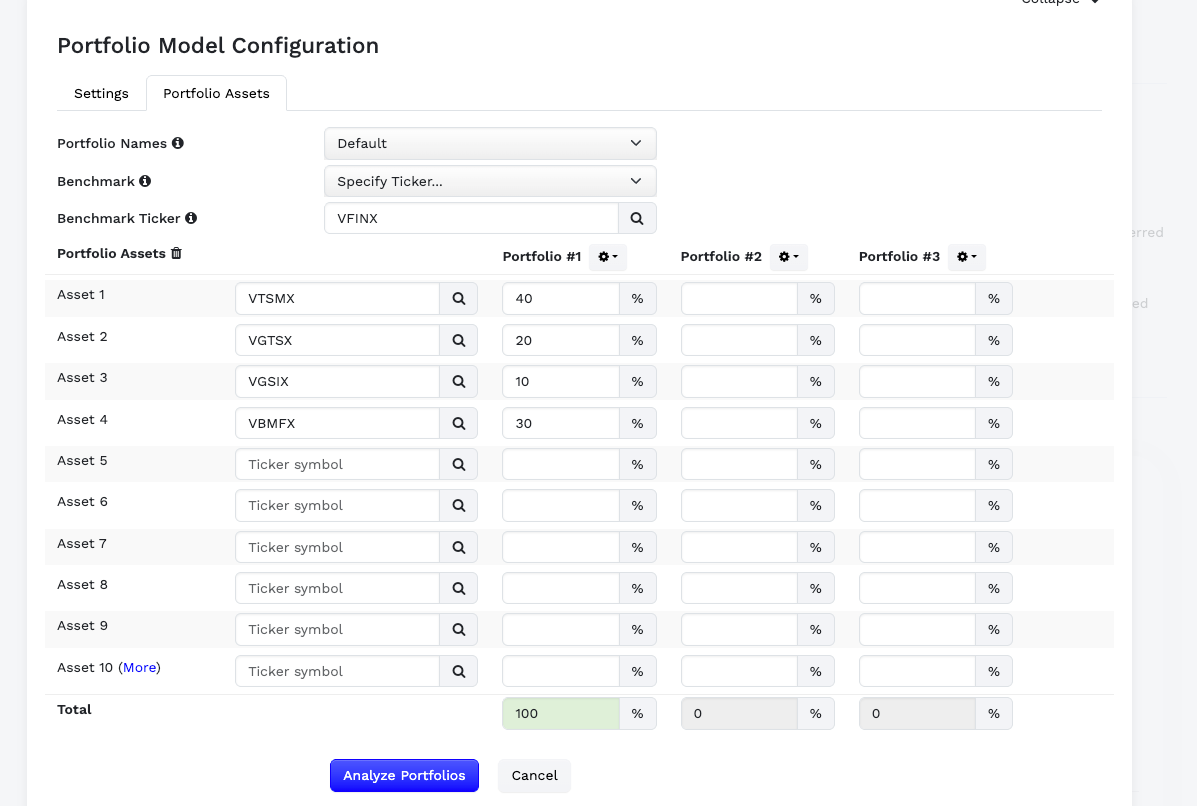 Collapse
Portfolio Model Configuration
Settings Portfolio Assets
Portfolio Names Default
Benchmark Specify Ticker...
Benchmark Ticker VFINX
Portfolio Assets Portfolio #1 Portfolio #2 Portfolio #3
Asset 1 VTSMX 40 % % %
Asset 2 VGTSX 20 % % %
Asset 3 VGSIX 10 % % %
Asset 4 VBMFX 30 % % %
Asset 5 Ticker symbol % % %
Asset 6 Ticker symbol % % %
Asset 7 Ticker symbol % % %
Asset 8 Ticker symbol % % %
Asset 9 Ticker symbol % % %
Asset 10 (More) Ticker symbol % % %
Total 100 % 0 % 0 %
Analyze Portfolios Cancel